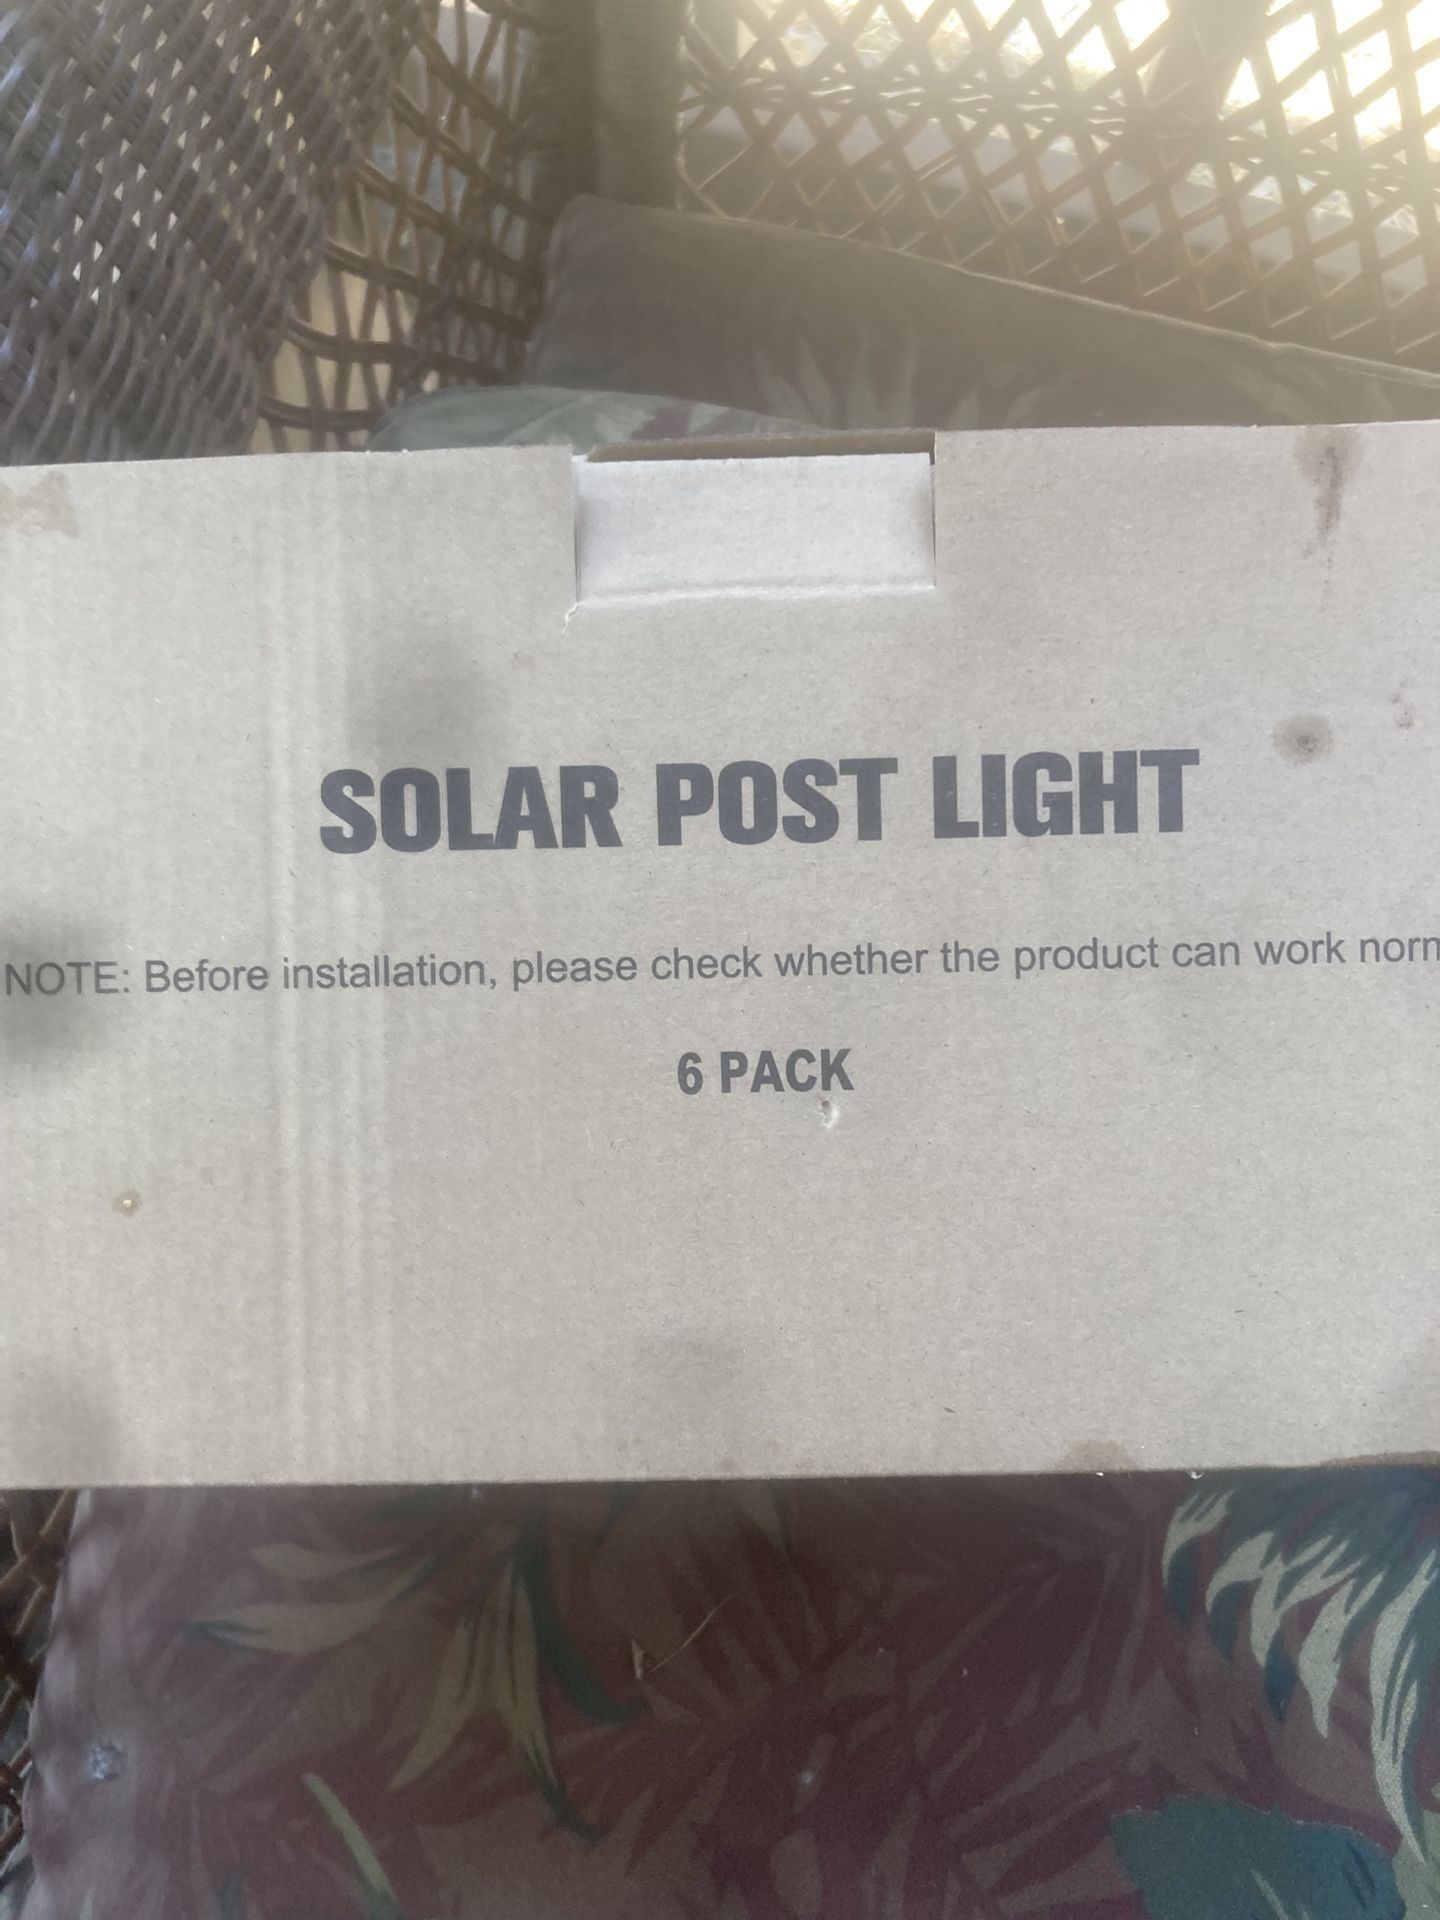 SOLAR POST LIGHT
NOTE: Before installation, please check whether the product can work norm
6 PACK